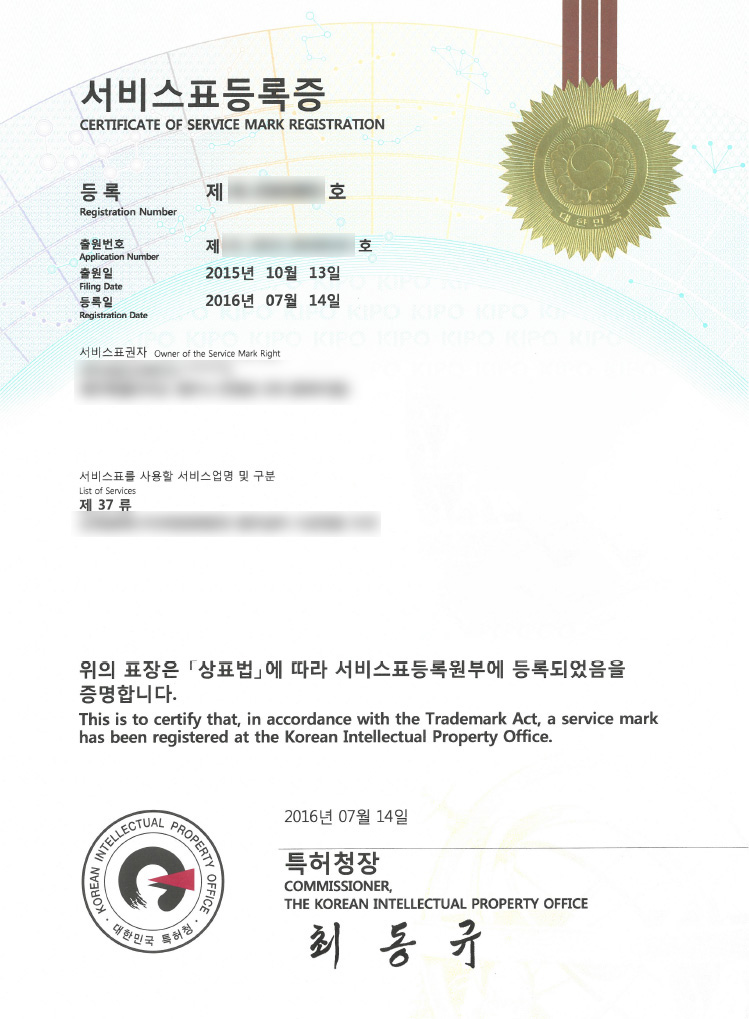 서비스표등록증
CERTIFICATE OF SERVICE MARK REGISTRATION
대한민국
등록 제 호
Registration Number
출원번호 제 호
Application Number
출원일 2015년 10월 13일
Filing Date
등록일 2016년 07월 14일
Registration Date
KIPO KIPO KIPO KIPO KIPO KIPO
KIPO KIPO KIPO KIPO KIPO KIPO
서비스표권자 Owner of the Service Mark Right
서비스표를 사용할 서비스업명 및 구분
List of Services
제 37 류
위의 표장은 「상표법」에 따라 서비스표등록원부에 등록되었음을
증명합니다.
This is to certify that, in accordance with the Trademark Act, a service mark
has been registered at the Korean Intellectual Property Office.
2016년 07월 14일
특허청장
COMMISSIONER,
THE KOREAN INTELLECTUAL PROPERTY OFFICE
최동규
KOREAN INTELLECTUAL PROPERTY OFFICE
대한민국 특허청